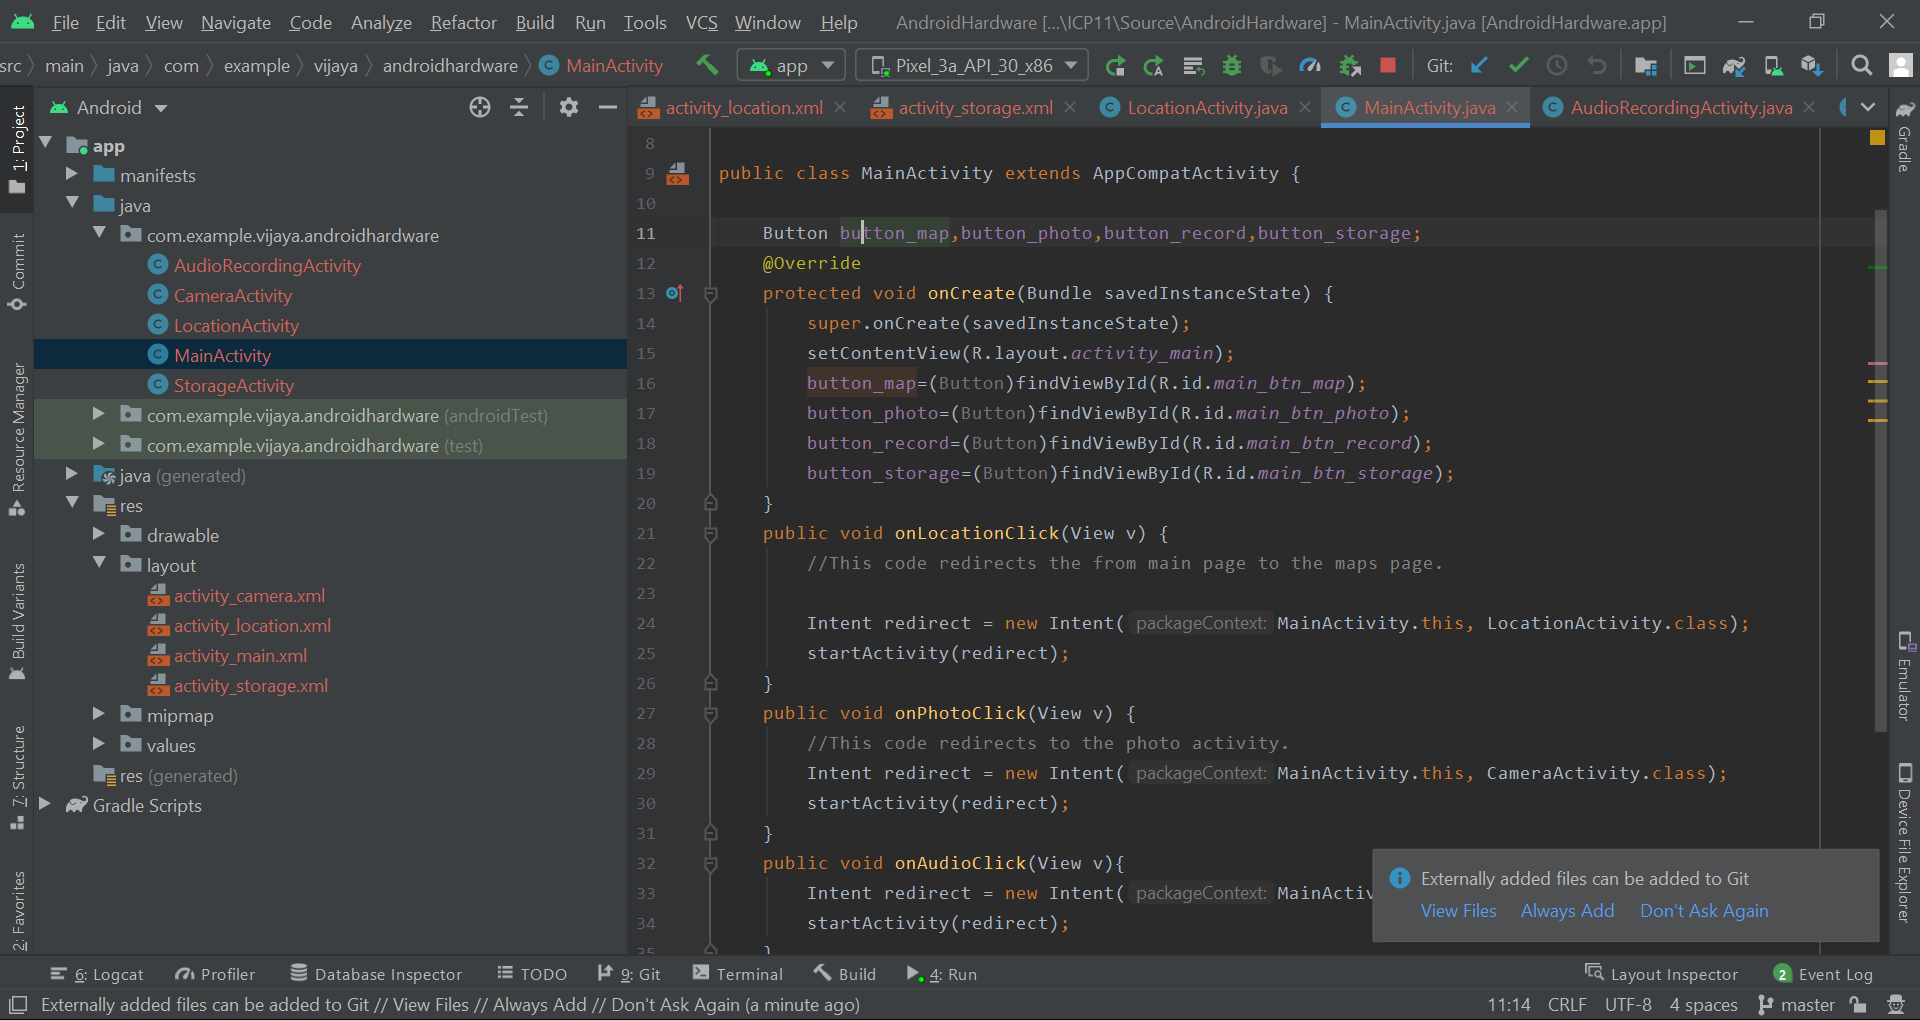 File Edit View Navigate Code Analyze Refactor Build Run Tools VCS Window Help AndroidHardware [...\ICP11\Source\AndroidHardware] - MainActivity.java [AndroidHardware.app]
src main java com example vijaya androidhardware MainActivity app Pixel_3a_API_30_x86 Git:
Android
activity_location.xml activity_storage.xml LocationActivity.java MainActivity.java AudioRecordingActivity.java
1: Project
Commit
Resource Manager
Build Variants
7: Structure
2: Favorites
app
manifests
java
com.example.vijaya.androidhardware
AudioRecordingActivity
CameraActivity
LocationActivity
MainActivity
StorageActivity
com.example.vijaya.androidhardware (androidTest)
com.example.vijaya.androidhardware (test)
java (generated)
res
drawable
layout
activity_camera.xml
activity_location.xml
activity_main.xml
activity_storage.xml
mipmap
values
res (generated)
Gradle Scripts
8
9 public class MainActivity extends AppCompatActivity {
10
11 Button button_map,button_photo,button_record,button_storage;
12 @Override
13 protected void onCreate(Bundle savedInstanceState) {
14 super.onCreate(savedInstanceState);
15 setContentView(R.layout.activity_main);
16 button_map=(Button)findViewById(R.id.main_btn_map);
17 button_photo=(Button)findViewById(R.id.main_btn_photo);
18 button_record=(Button)findViewById(R.id.main_btn_record);
19 button_storage=(Button)findViewById(R.id.main_btn_storage);
20 }
21 public void onLocationClick(View v) {
22 //This code redirects the from main page to the maps page.
23
24 Intent redirect = new Intent( packageContext: MainActivity.this, LocationActivity.class);
25 startActivity(redirect);
26 }
27 public void onPhotoClick(View v) {
28 //This code redirects to the photo activity.
29 Intent redirect = new Intent( packageContext: MainActivity.this, CameraActivity.class);
30 startActivity(redirect);
31 }
32 public void onAudioClick(View v){
33 Intent redirect = new Intent( packageContext: MainActiv
34 startActivity(redirect);
35 }
Gradle
Emulator
Device File Explorer
Externally added files can be added to Git
View Files Always Add Don't Ask Again
6: Logcat Profiler Database Inspector TODO 9: Git Terminal Build 4: Run Layout Inspector 2 Event Log
Externally added files can be added to Git // View Files // Always Add // Don't Ask Again (a minute ago) 11:14 CRLF UTF-8 4 spaces master